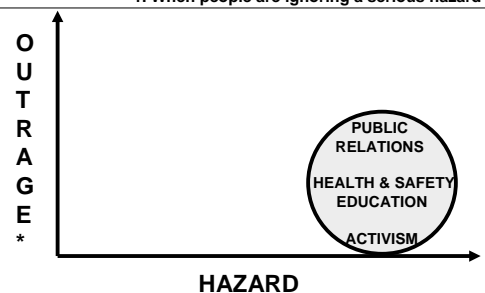 1. When people are ignoring a serious hazard
O
U
T
R
A
G
E
*
PUBLIC
RELATIONS
HEALTH & SAFETY
EDUCATION
ACTIVISM
HAZARD